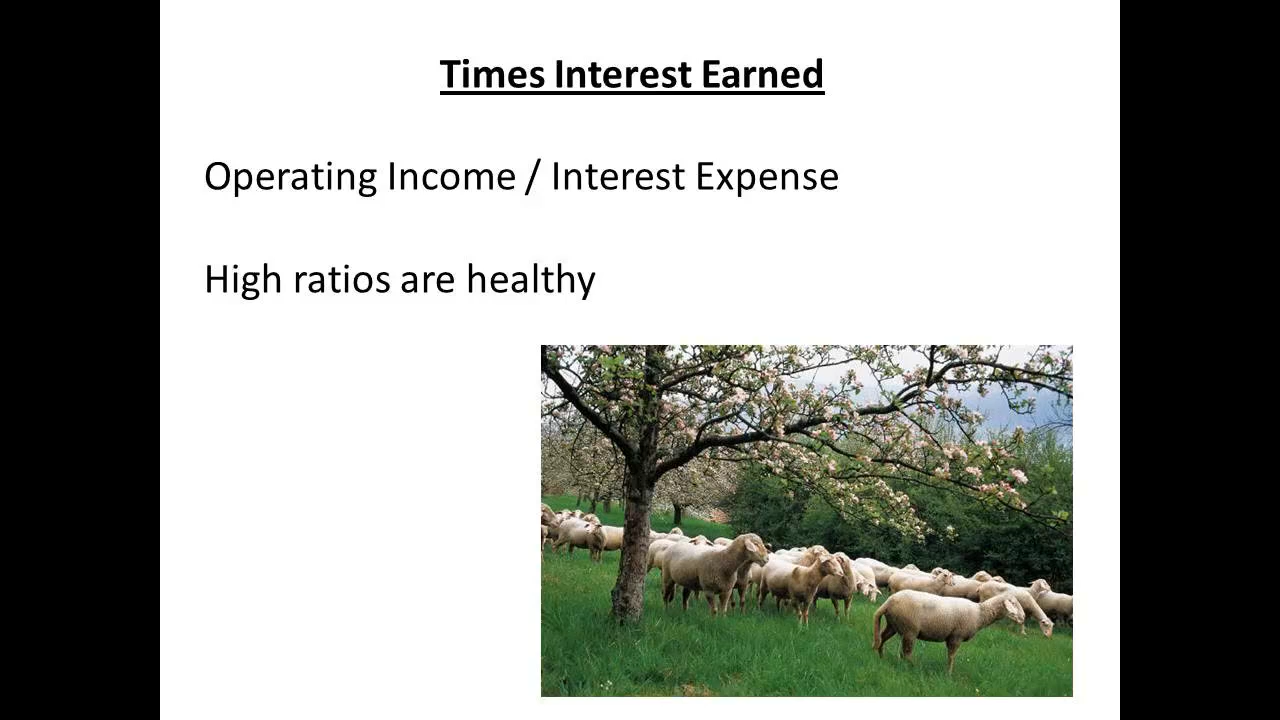 Times Interest Earned
Operating Income / Interest Expense
High ratios are healthy